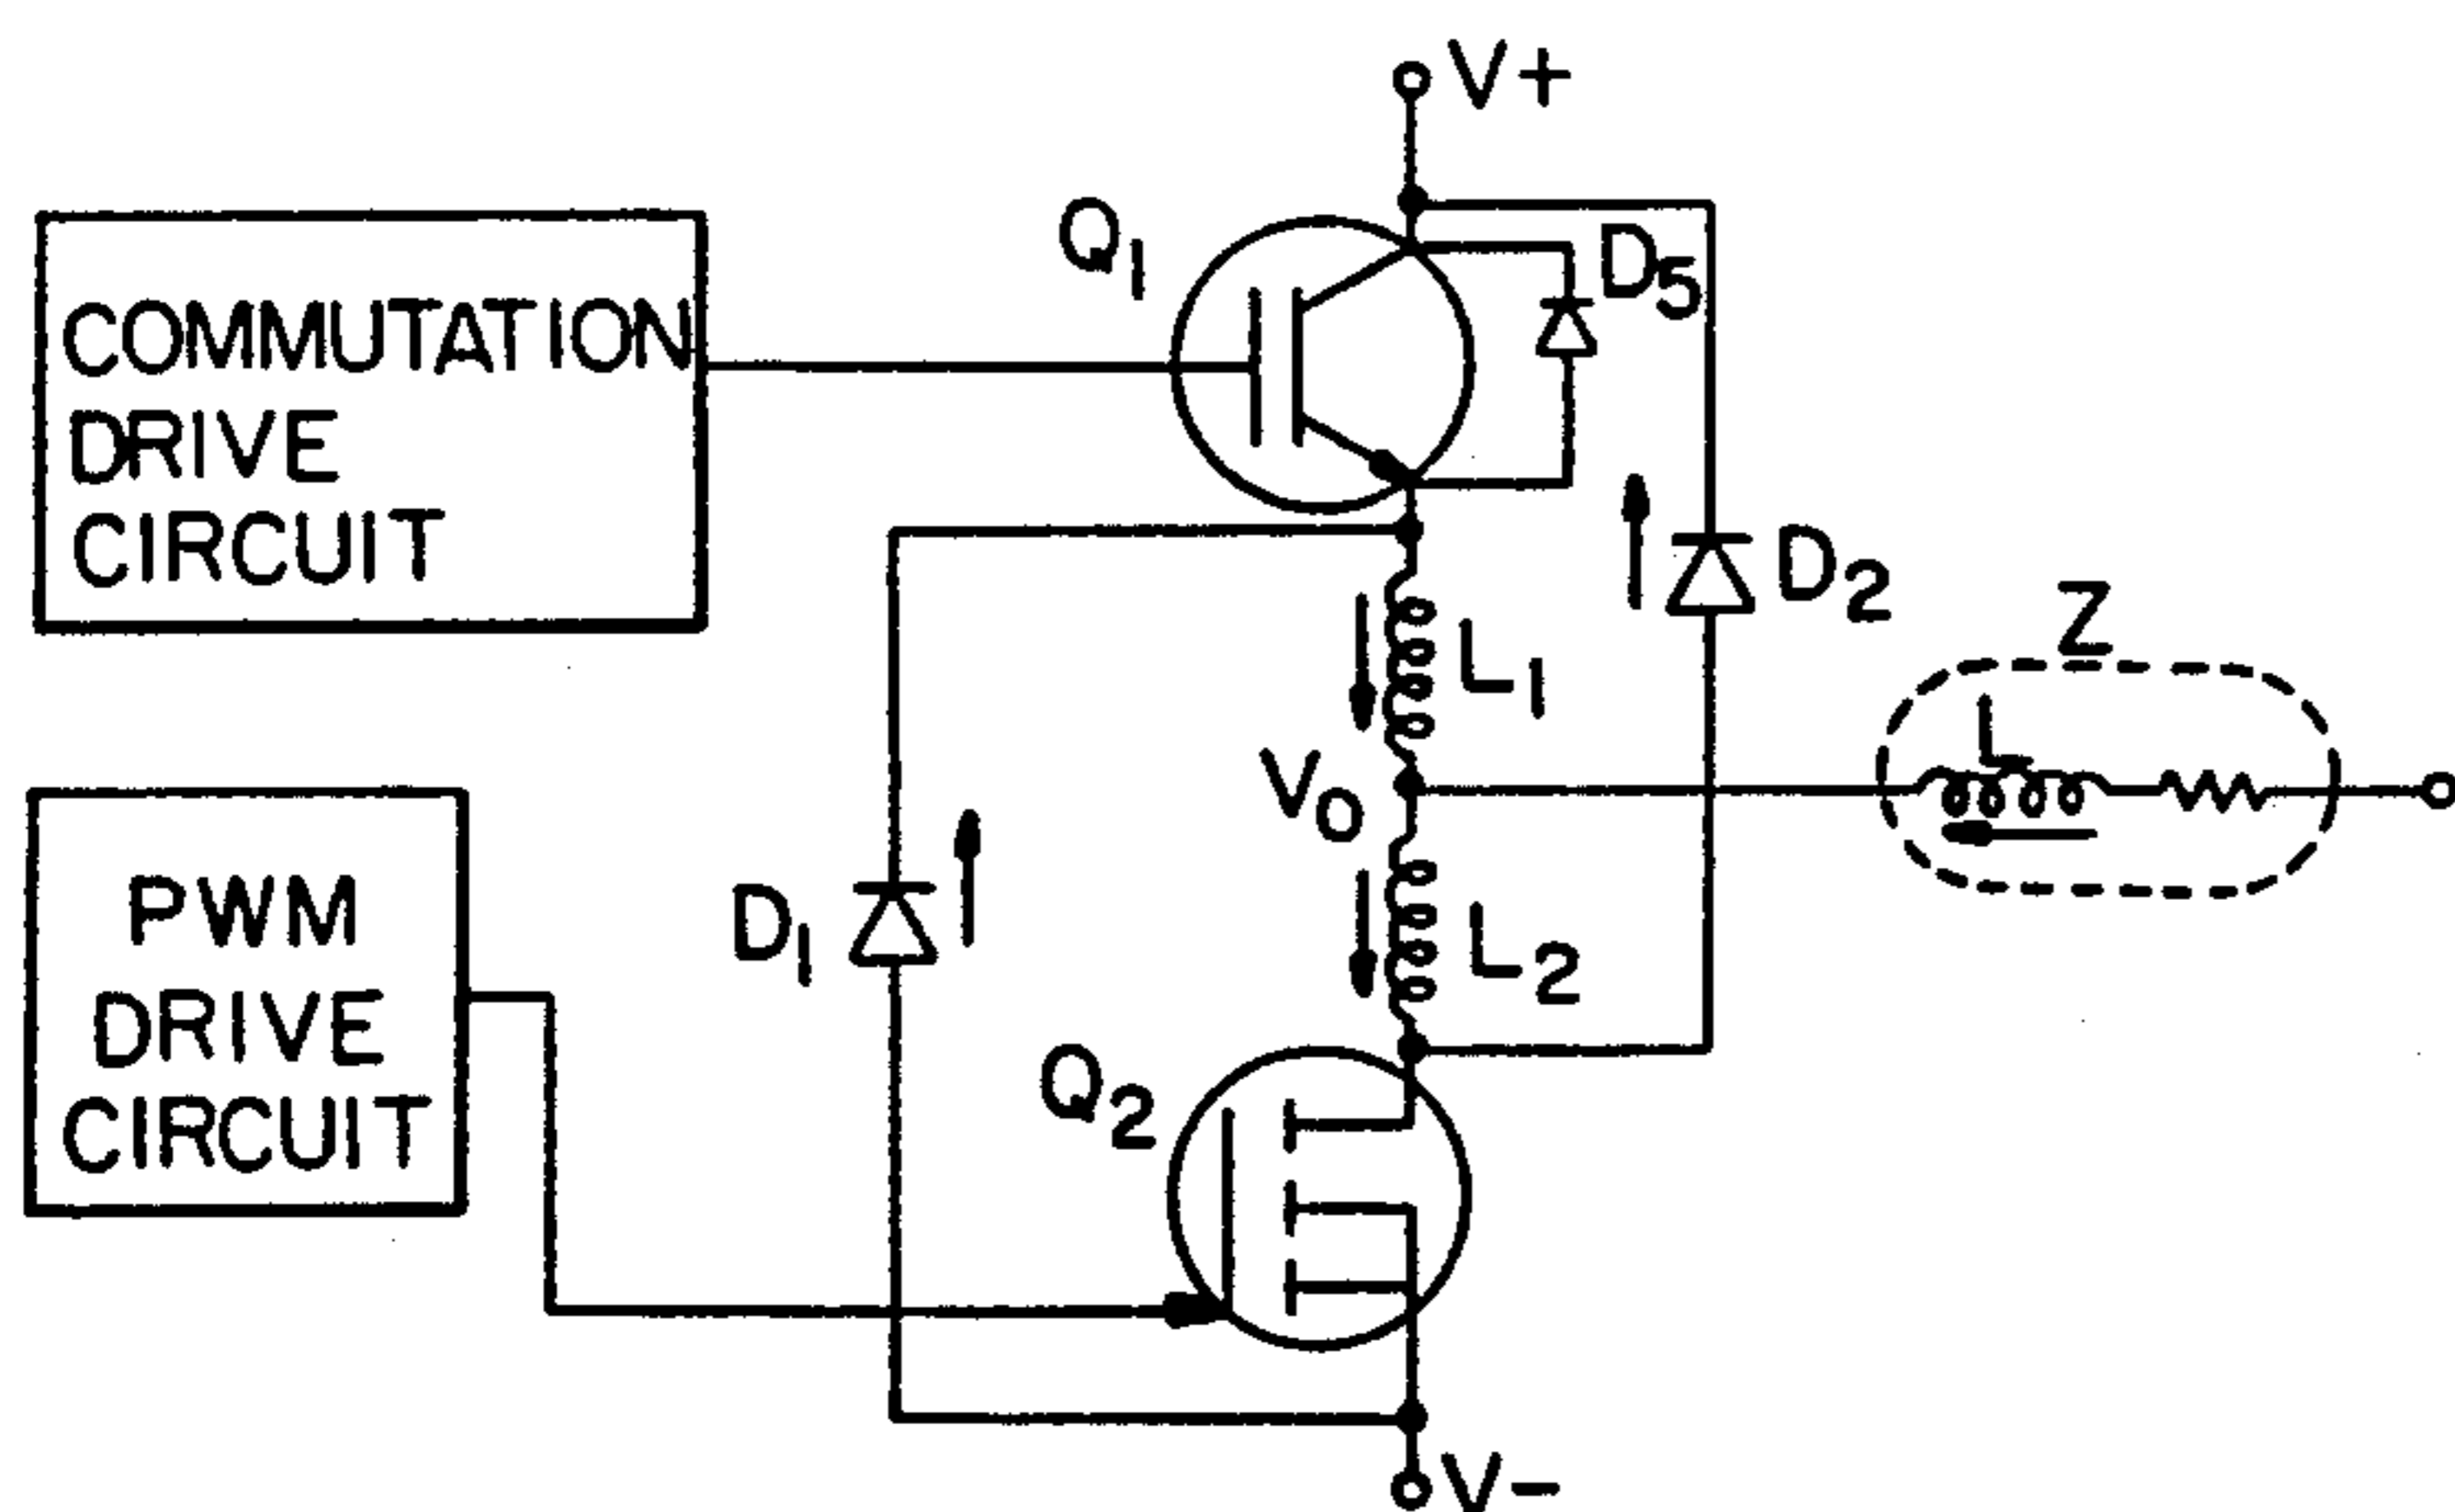 V+
Q1
D5
COMMUTATION
DRIVE
CIRCUIT
D2
L1
Z
L
VO
PWM
DRIVE
CIRCUIT
D1
L2
Q2
V-